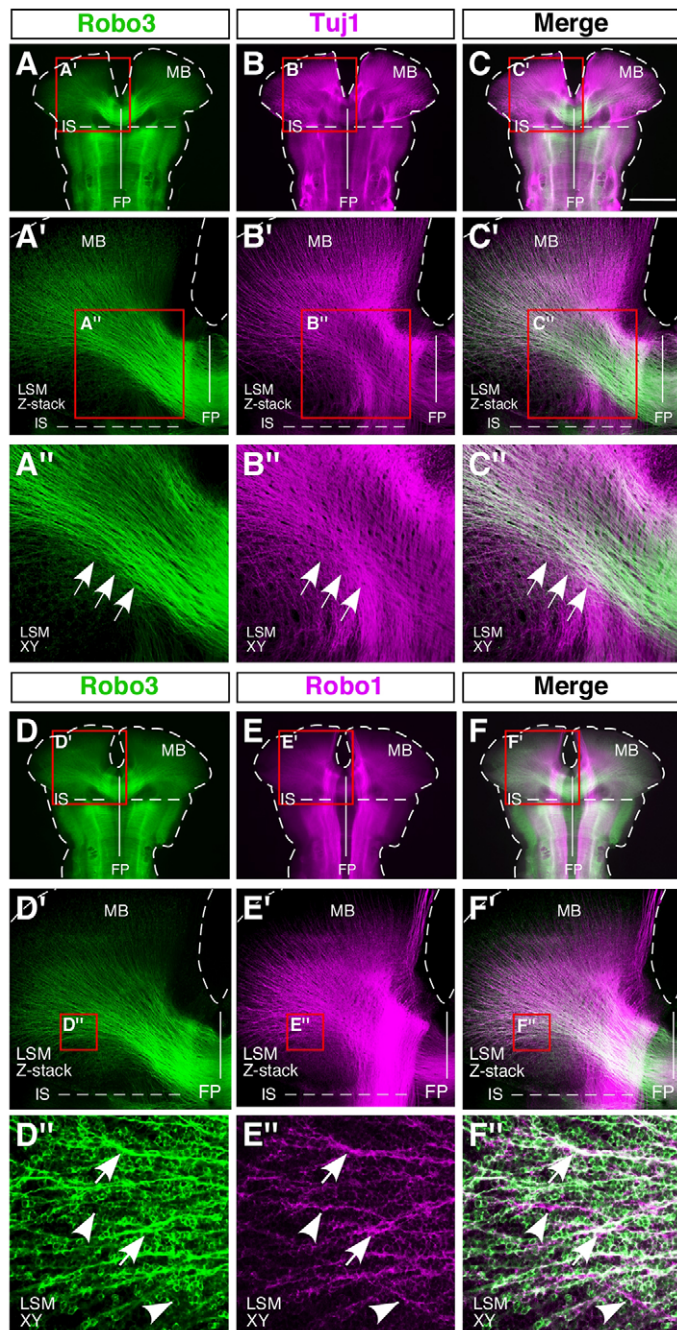 Robo3 Tuj1 Merge
A A' MB IS FP
B B' MB IS FP
C C' MB IS FP
A' MB A" LSM Z-stack IS FP
B' MB B" LSM Z-stack IS FP
C' MB C" LSM Z-stack IS FP
A" LSM XY
B" LSM XY
C" LSM XY
Robo3 Robo1 Merge
D D' MB IS FP
E E' MB IS FP
F F' MB IS FP
D' MB D" LSM Z-stack IS FP
E' MB E" LSM Z-stack IS FP
F' MB F" LSM Z-stack IS FP
D" LSM XY
E" LSM XY
F" LSM XY